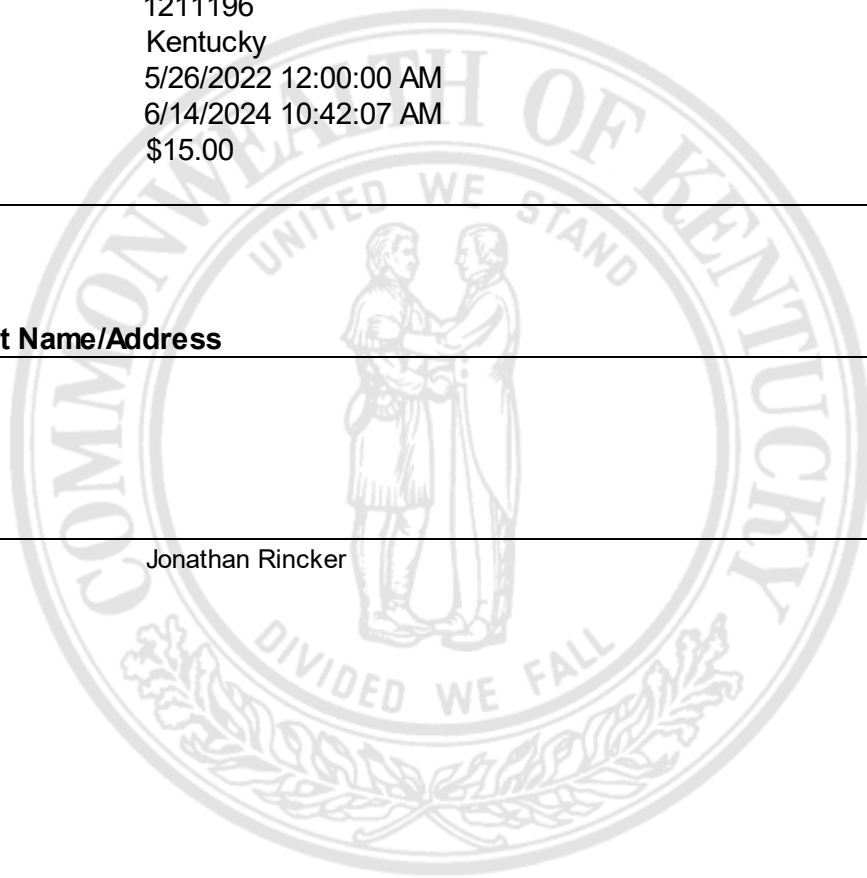 1211196
Kentucky
5/26/2022 12:00:00 AM
6/14/2024 10:42:07 AM
$15.00
t Name/Address
Jonathan Rincker
COMMONWEALTH OF KENTUCKY
UNITED WE STAND
DIVIDED WE FALL